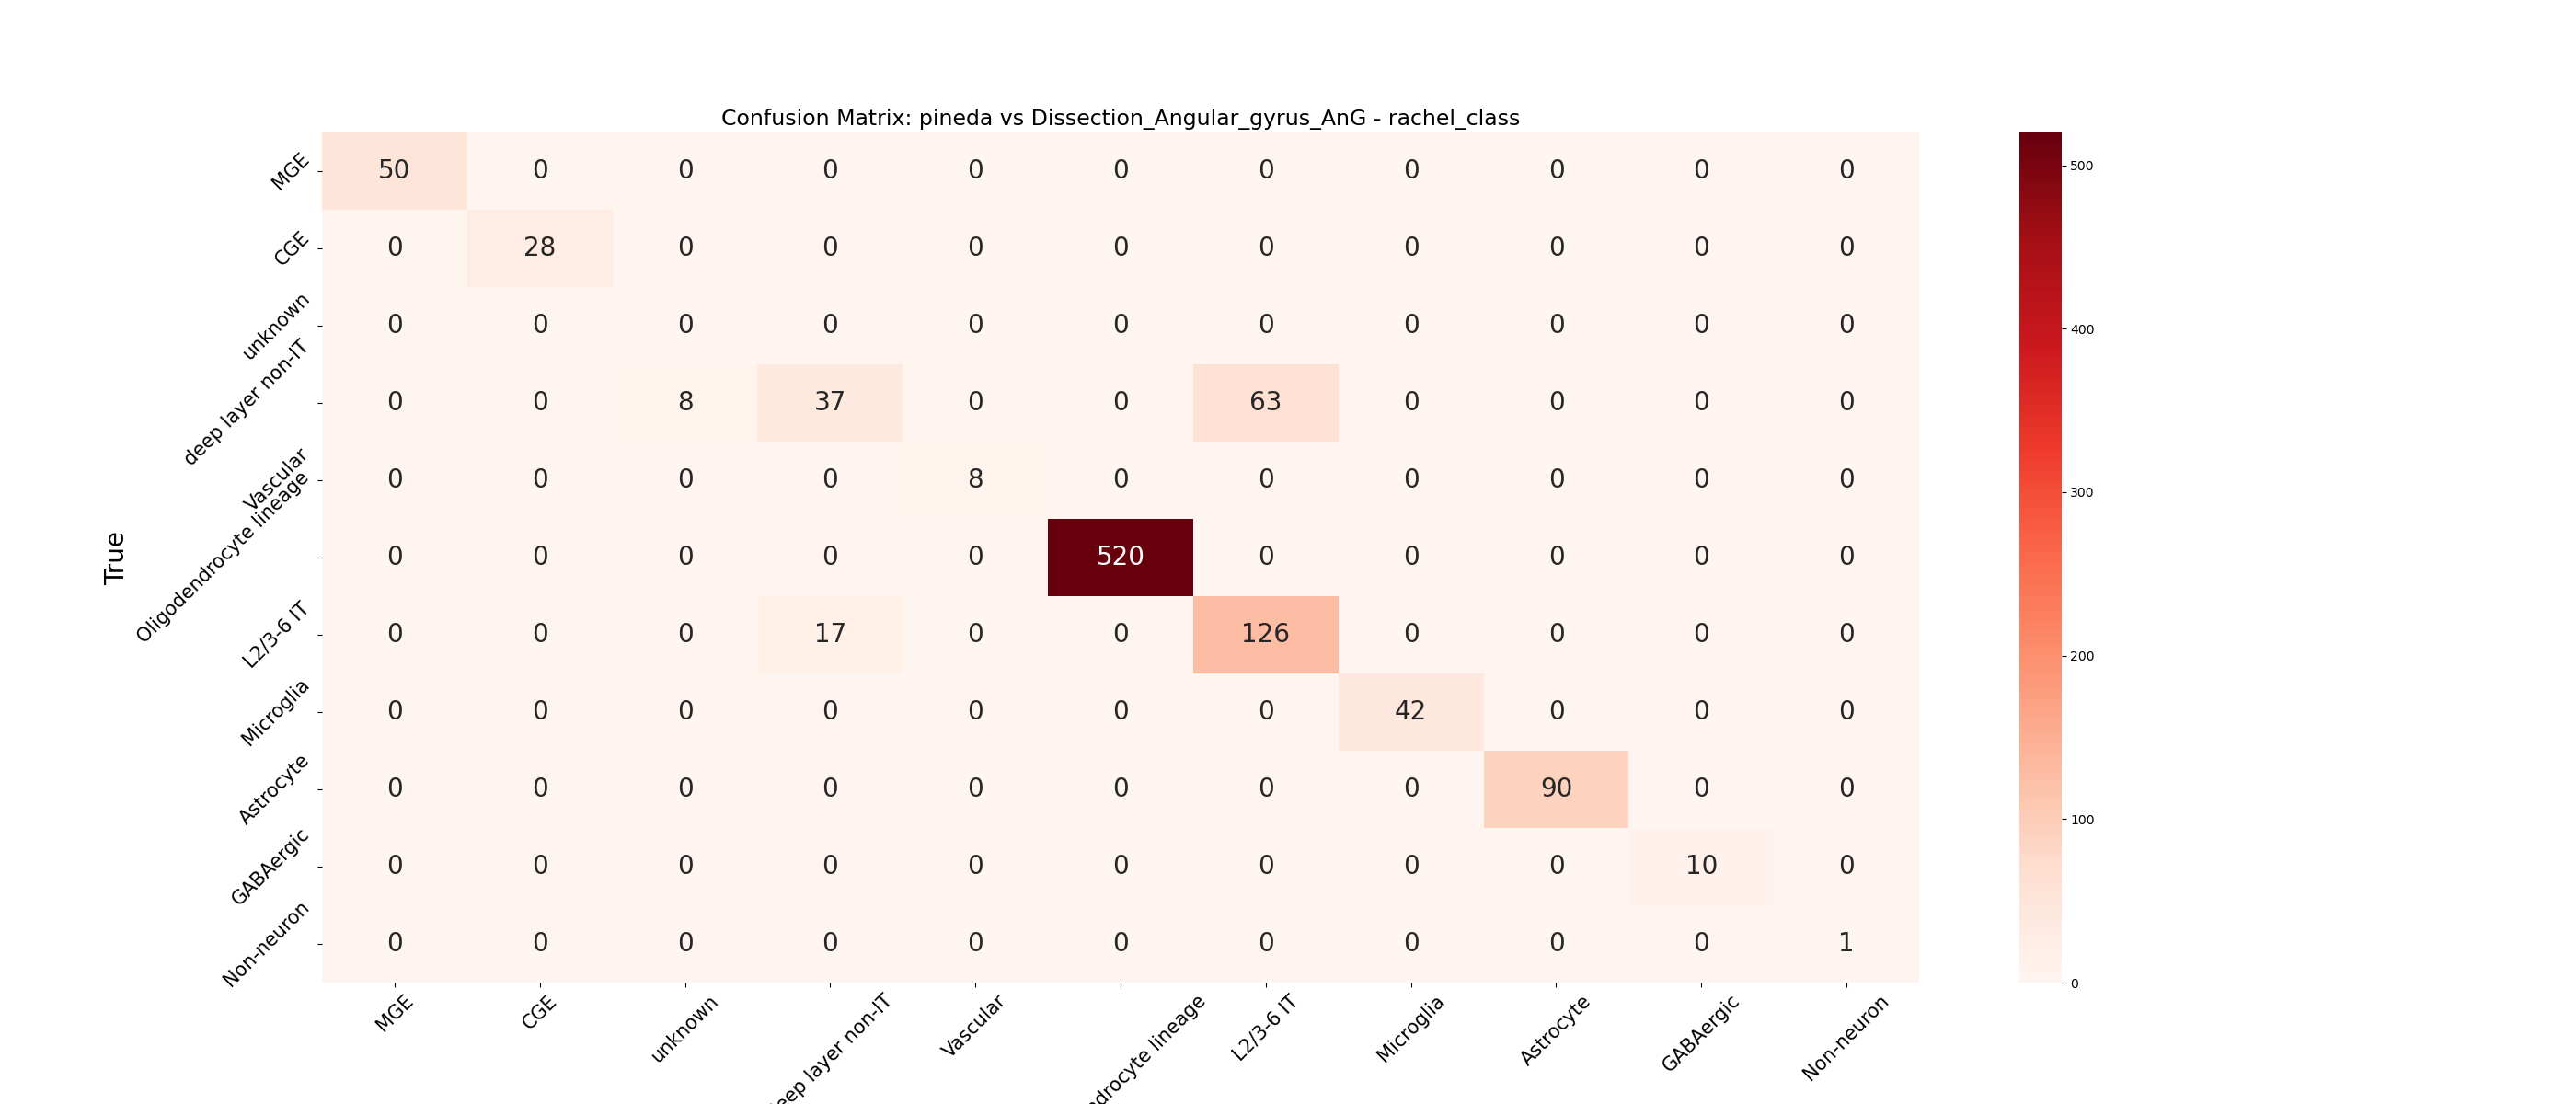 Confusion Matrix: pineda vs Dissection_Angular_gyrus_AnG - rachel_class
True
MGE 50 0 0 0 0 0 0 0 0 0 0
CGE 0 28 0 0 0 0 0 0 0 0 0
unknown 0 0 0 0 0 0 0 0 0 0 0
deep layer non-IT 0 0 8 37 0 0 63 0 0 0 0
Vascular 0 0 0 0 8 0 0 0 0 0 0
Oligodendrocyte lineage 0 0 0 0 0 520 0 0 0 0 0
L2/3-6 IT 0 0 0 17 0 0 126 0 0 0 0
Microglia 0 0 0 0 0 0 0 42 0 0 0
Astrocyte 0 0 0 0 0 0 0 0 90 0 0
GABAergic 0 0 0 0 0 0 0 0 0 10 0
Non-neuron 0 0 0 0 0 0 0 0 0 0 1
MGE CGE unknown eep layer non-IT Vascular ndrocyte lineage L2/3-6 IT Microglia Astrocyte GABAergic Non-neuron
500
400
300
200
100
0